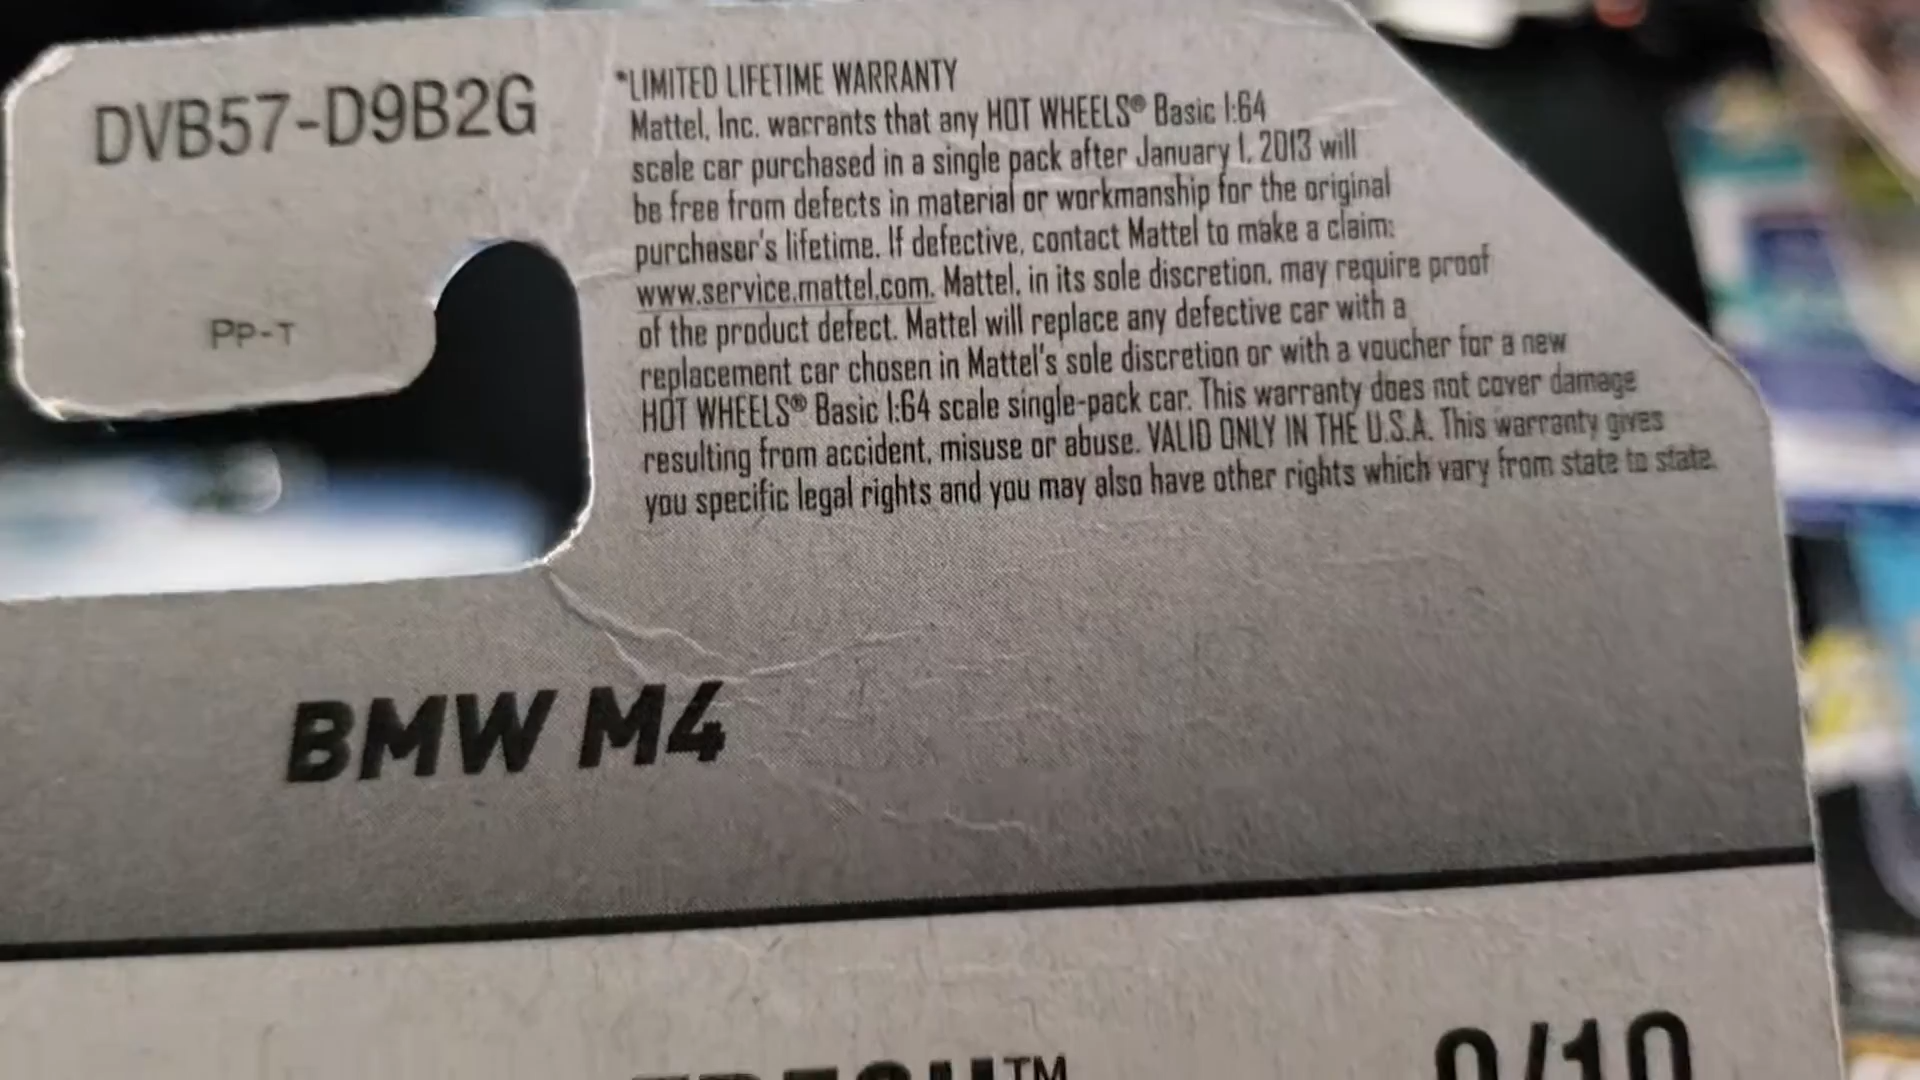 DVB57-D9B2G
PP-T
*LIMITED LIFETIME WARRANTY
Mattel, Inc. warrants that any HOT WHEELS® Basic 1:64
scale car purchased in a single pack after January 1, 2013 will
be free from defects in material or workmanship for the original
purchaser's lifetime. If defective, contact Mattel to make a claim:
www.service.mattel.com. Mattel, in its sole discretion, may require proof
of the product defect. Mattel will replace any defective car with a
replacement car chosen in Mattel's sole discretion or with a voucher for a new
HOT WHEELS® Basic 1:64 scale single-pack car. This warranty does not cover damage
resulting from accident, misuse or abuse. VALID ONLY IN THE U.S.A. This warranty gives
you specific legal rights and you may also have other rights which vary from state to state.
BMW M4